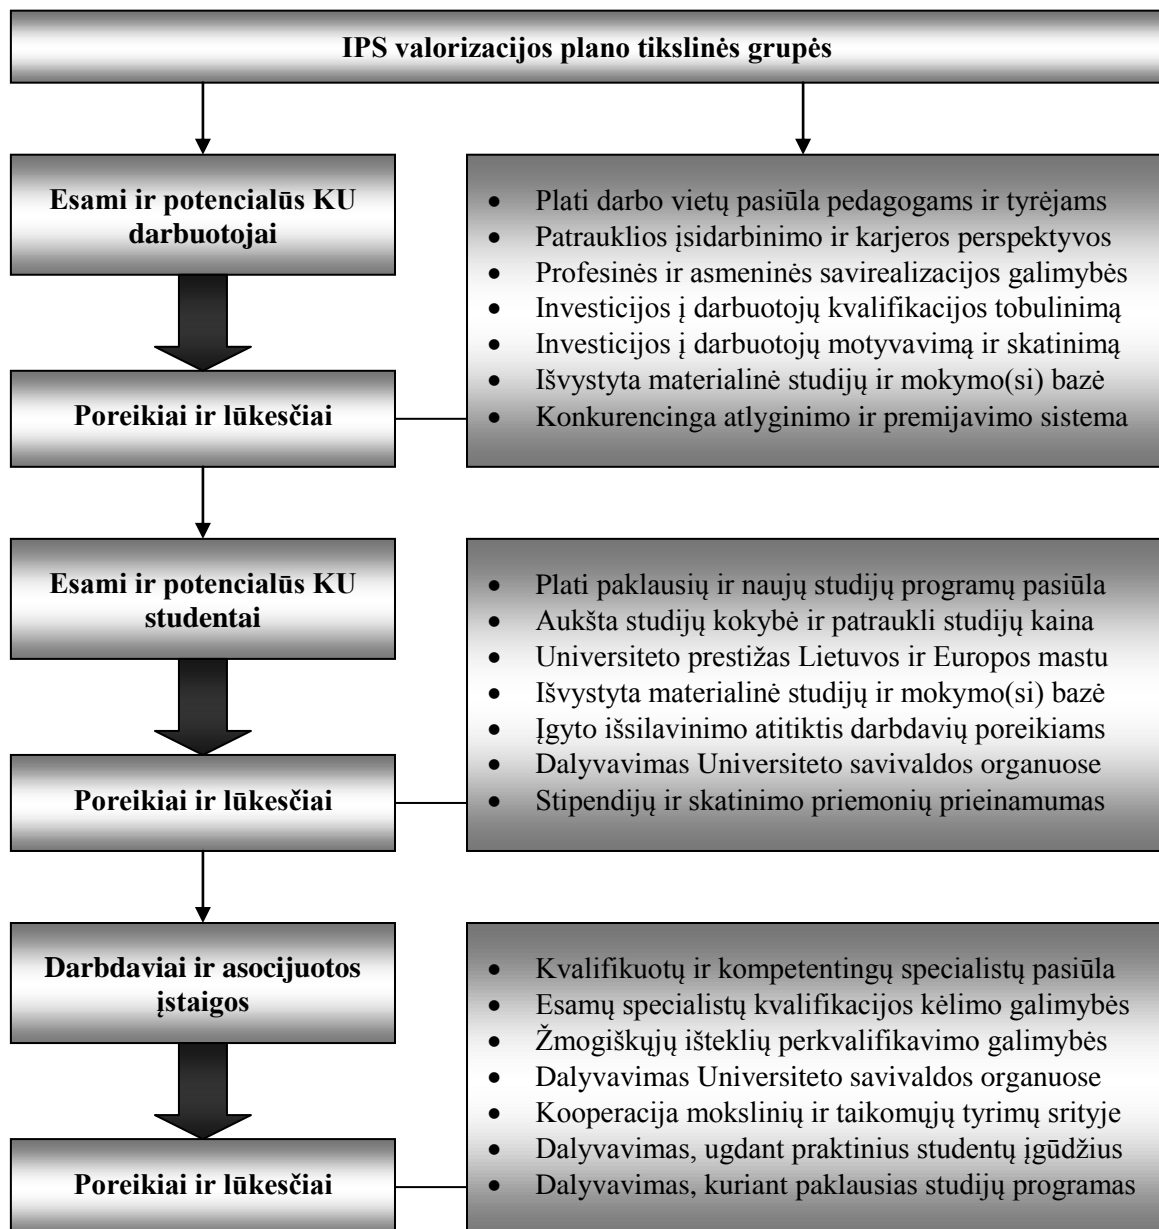 IPS valorizacijos plano tikslinės grupės
Esami ir potencialūs KU
darbuotojai
Poreikiai ir lūkesčiai
• Plati darbo vietų pasiūla pedagogams ir tyrėjams
• Patrauklios įsidarbinimo ir karjeros perspektyvos
• Profesinės ir asmeninės savirealizacijos galimybės
• Investicijos į darbuotojų kvalifikacijos tobulinimą
• Investicijos į darbuotojų motyvavimą ir skatinimą
• Išvystyta materialinė studijų ir mokymo(si) bazė
• Konkurencinga atlyginimo ir premijavimo sistema
Esami ir potencialūs KU
studentai
Poreikiai ir lūkesčiai
• Plati paklausių ir naujų studijų programų pasiūla
• Aukšta studijų kokybė ir patraukli studijų kaina
• Universiteto prestižas Lietuvos ir Europos mastu
• Išvystyta materialinė studijų ir mokymo(si) bazė
• Įgyto išsilavinimo atitiktis darbdavių poreikiams
• Dalyvavimas Universiteto savivaldos organuose
• Stipendijų ir skatinimo priemonių prieinamumas
Darbdaviai ir asocijuotos
įstaigos
Poreikiai ir lūkesčiai
• Kvalifikuotų ir kompetentingų specialistų pasiūla
• Esamų specialistų kvalifikacijos kėlimo galimybės
• Žmogiškųjų išteklių perkvalifikavimo galimybės
• Dalyvavimas Universiteto savivaldos organuose
• Kooperacija mokslinių ir taikomųjų tyrimų srityje
• Dalyvavimas, ugdant praktinius studentų įgūdžius
• Dalyvavimas, kuriant paklausias studijų programas